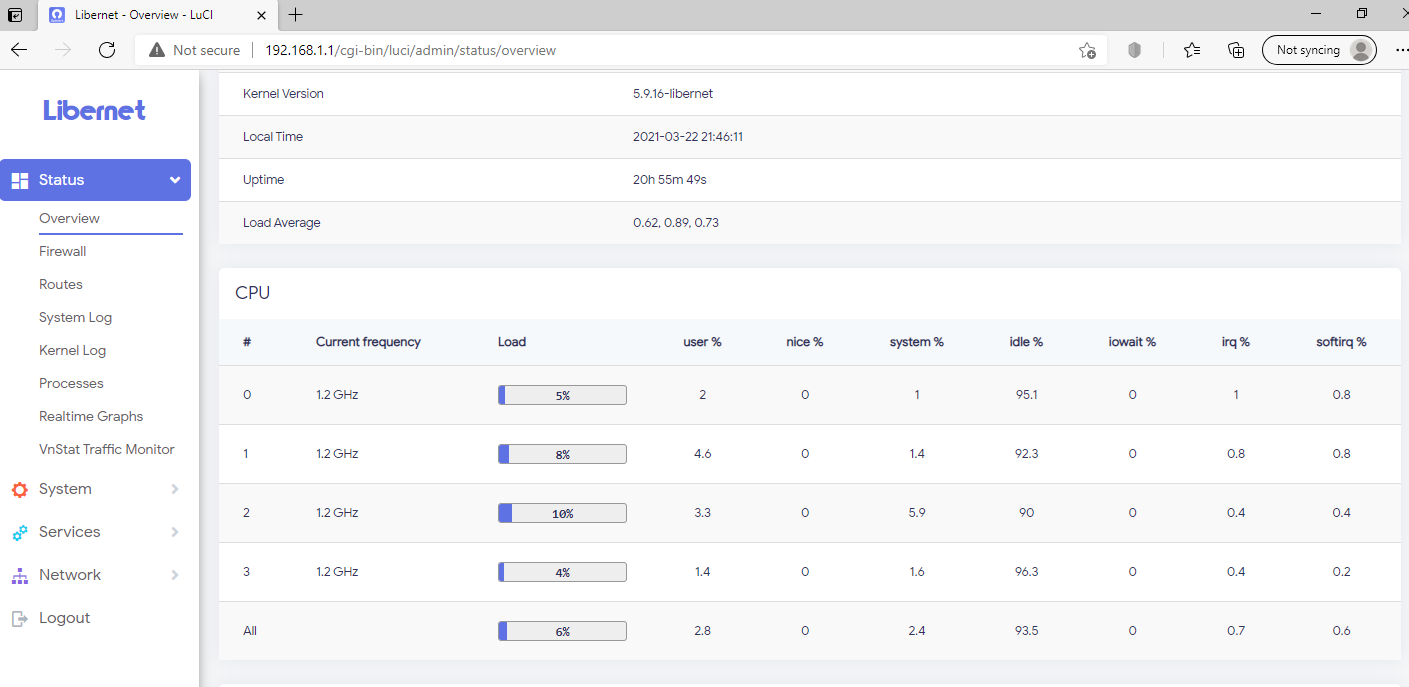 Libernet - Overview - LuCI
Not secure 192.168.1.1/cgi-bin/luci/admin/status/overview Not syncing
Libernet
Status
Overview
Firewall
Routes
System Log
Kernel Log
Processes
Realtime Graphs
VnStat Traffic Monitor
System
Services
Network
Logout
Kernel Version 5.9.16-libernet
Local Time 2021-03-22 21:46:11
Uptime 20h 55m 49s
Load Average 0.62, 0.89, 0.73
CPU
# Current frequency Load user % nice % system % idle % iowait % irq % softirq %
0 1.2 GHz 5% 2 0 1 95.1 0 1 0.8
1 1.2 GHz 8% 4.6 0 1.4 92.3 0 0.8 0.8
2 1.2 GHz 10% 3.3 0 5.9 90 0 0.4 0.4
3 1.2 GHz 4% 1.4 0 1.6 96.3 0 0.4 0.2
All 6% 2.8 0 2.4 93.5 0 0.7 0.6